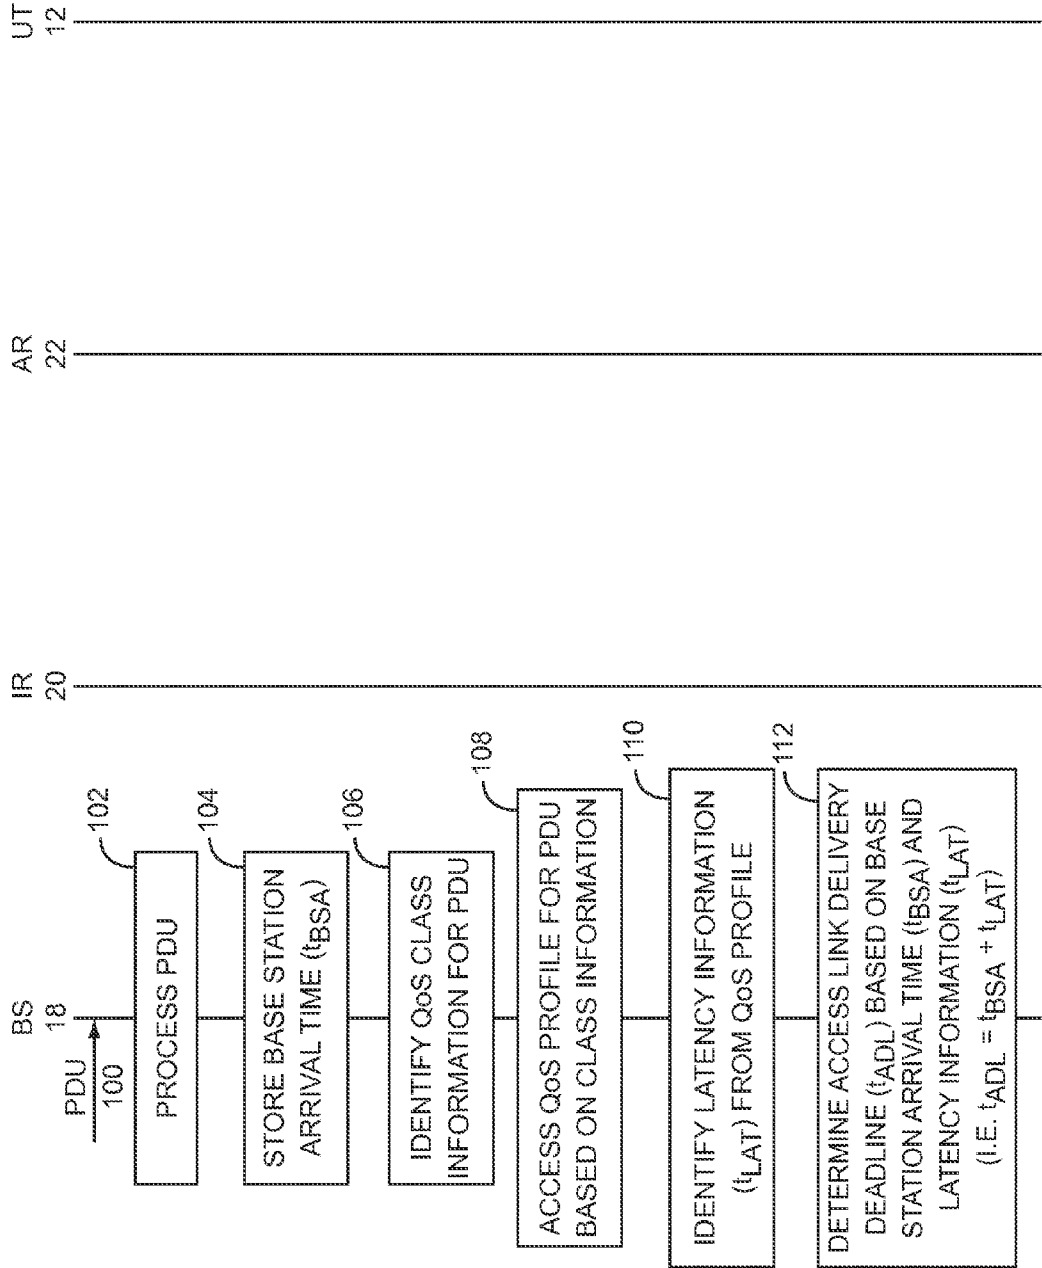 BS
18
IR
20
AR
22
UT
12
PDU
100
PROCESS PDU
102
STORE BASE STATION
ARRIVAL TIME (tBSA)
104
IDENTIFY QoS CLASS
INFORMATION FOR PDU
106
ACCESS QoS PROFILE FOR PDU
BASED ON CLASS INFORMATION
108
IDENTIFY LATENCY INFORMATION
(tLAT) FROM QoS PROFILE
110
DETERMINE ACCESS LINK DELIVERY
DEADLINE (tADL) BASED ON BASE
STATION ARRIVAL TIME (tBSA) AND
LATENCY INFORMATION (tLAT)
(I.E. tADL = tBSA + tLAT)
112